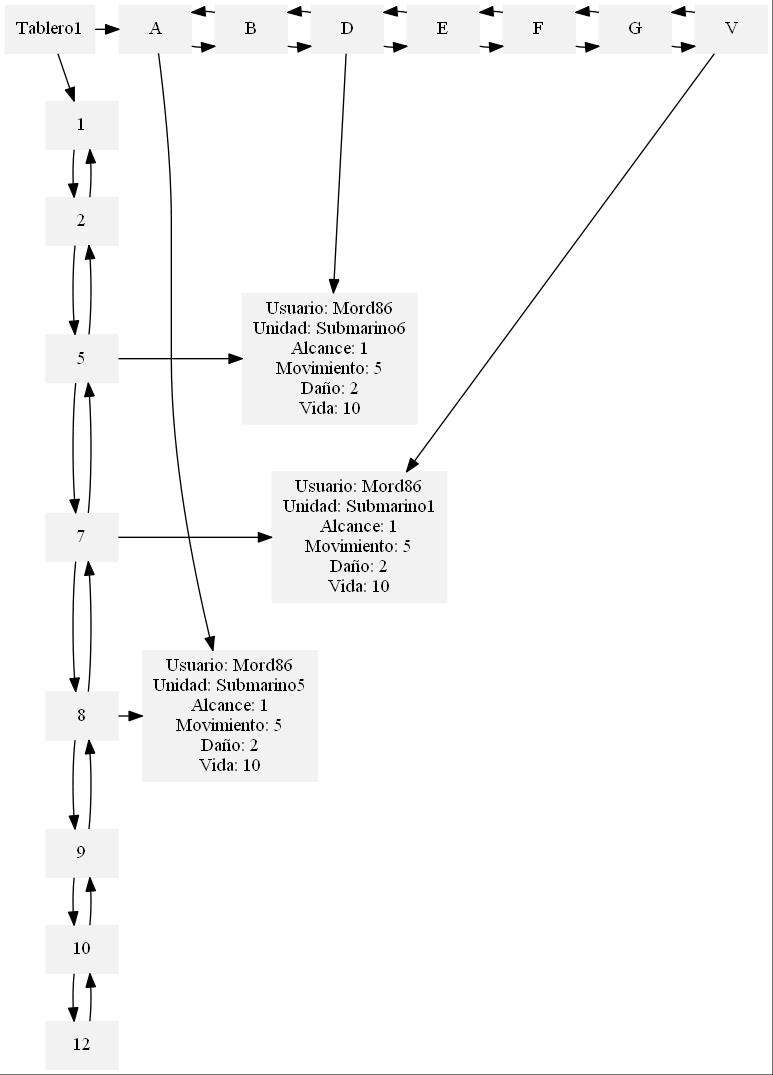 Tablero1
A
B
D
E
F
G
V
1
2
5
Usuario: Mord86
Unidad: Submarino6
Alcance: 1
Movimiento: 5
Daño: 2
Vida: 10
7
Usuario: Mord86
Unidad: Submarino1
Alcance: 1
Movimiento: 5
Daño: 2
Vida: 10
8
Usuario: Mord86
Unidad: Submarino5
Alcance: 1
Movimiento: 5
Daño: 2
Vida: 10
9
10
12